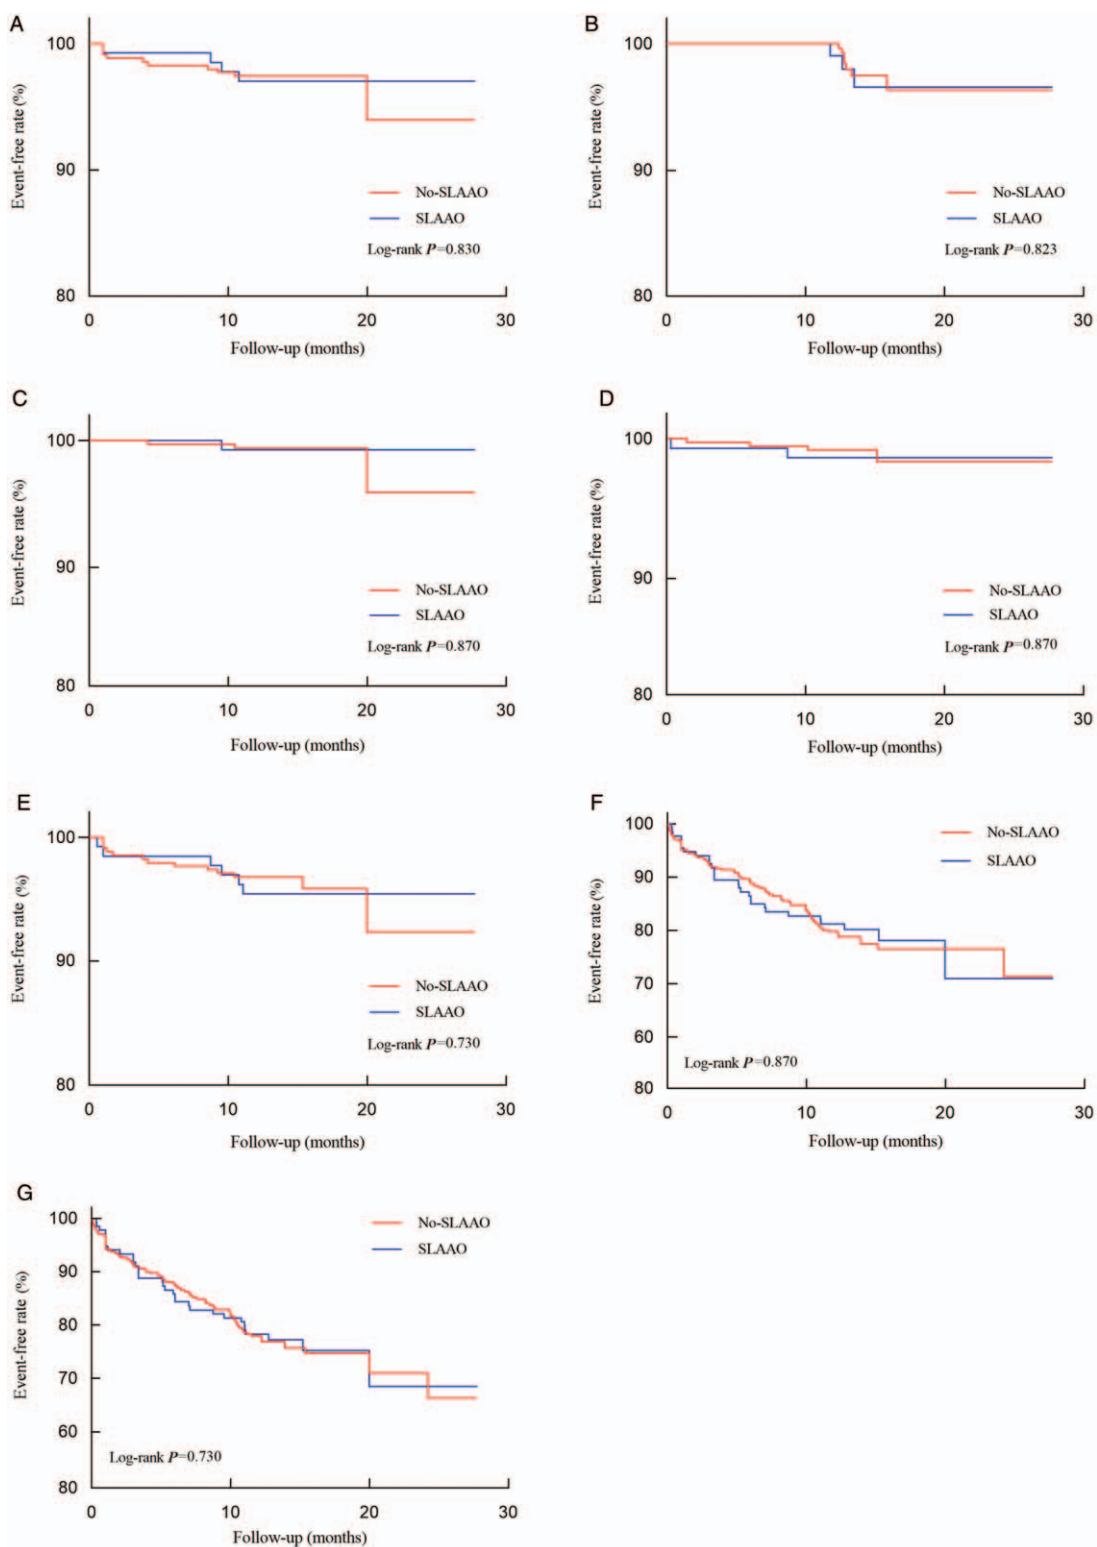 A
Event-free rate (%)
100
90
80
No-SLAAO
SLAAO
Log-rank P=0.830
0 10 20 30
Follow-up (months)
B
Event-free rate (%)
100
90
80
No-SLAAO
SLAAO
Log-rank P=0.823
0 10 20 30
Follow-up (months)
C
Event-free rate (%)
100
90
80
No-SLAAO
SLAAO
Log-rank P=0.870
0 10 20 30
Follow-up (months)
D
Event-free rate (%)
100
90
80
No-SLAAO
SLAAO
Log-rank P=0.870
0 10 20 30
Follow-up (months)
E
Event-free rate (%)
100
90
80
No-SLAAO
SLAAO
Log-rank P=0.730
0 10 20 30
Follow-up (months)
F
Event-free rate (%)
100
90
80
70
60
80
No-SLAAO
SLAAO
Log-rank P=0.870
0 10 20 30
Follow-up (months)
G
Event-free rate (%)
100
90
80
70
60
80
No-SLAAO
SLAAO
Log-rank P=0.730
0 10 20 30
Follow-up (months)